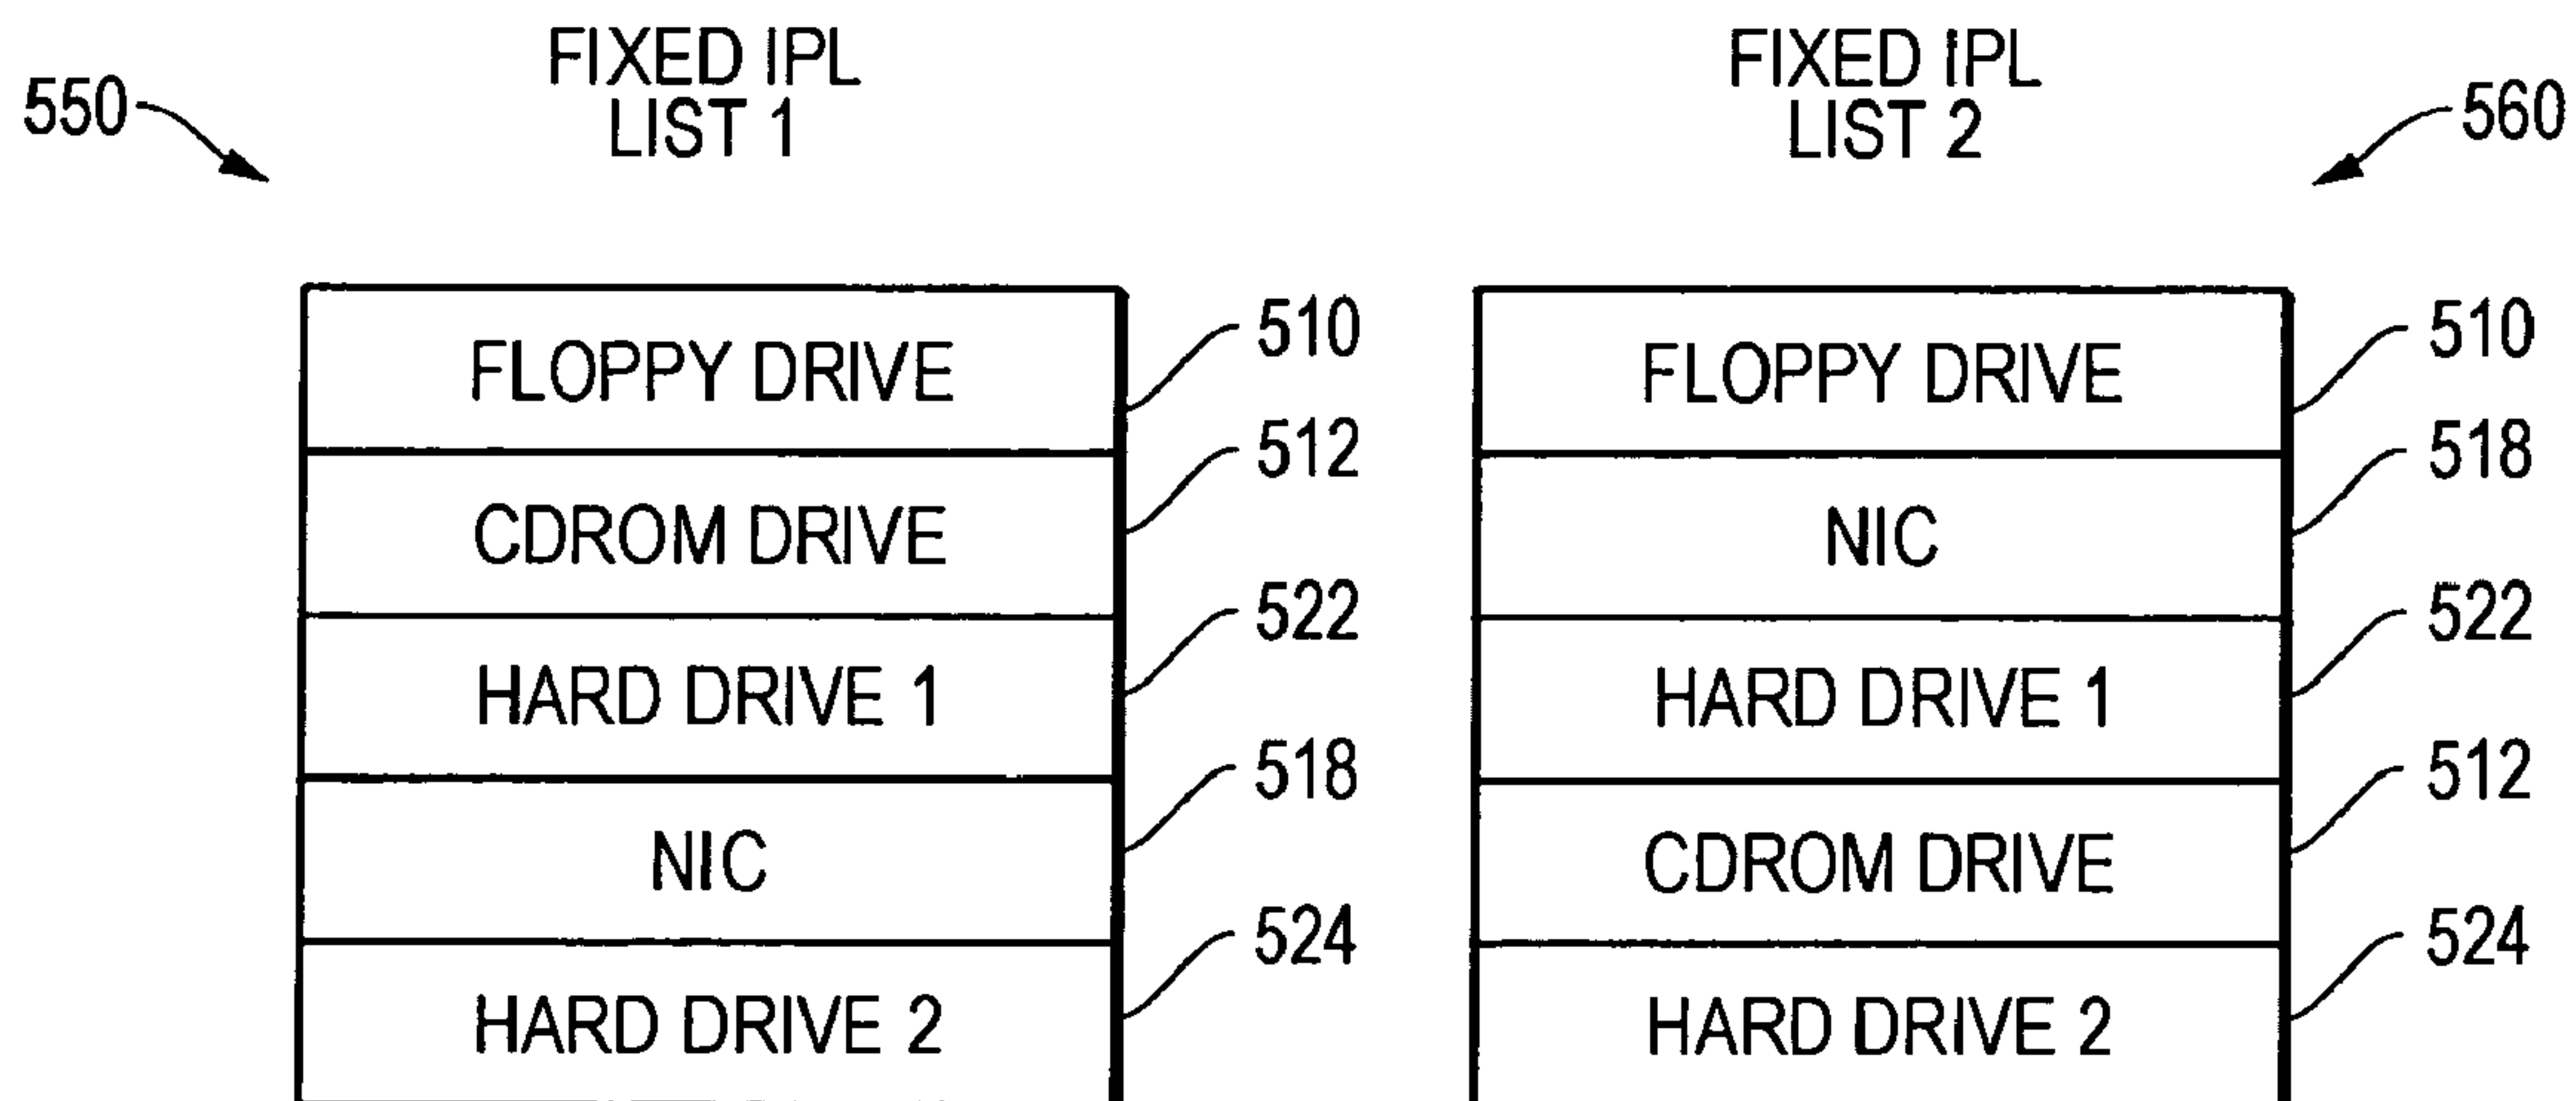 FIXED IPL
LIST 1
550
FLOPPY DRIVE
510
CDROM DRIVE
512
HARD DRIVE 1
522
NIC
518
HARD DRIVE 2
524
FIXED IPL
LIST 2
560
FLOPPY DRIVE
510
NIC
518
HARD DRIVE 1
522
CDROM DRIVE
512
HARD DRIVE 2
524